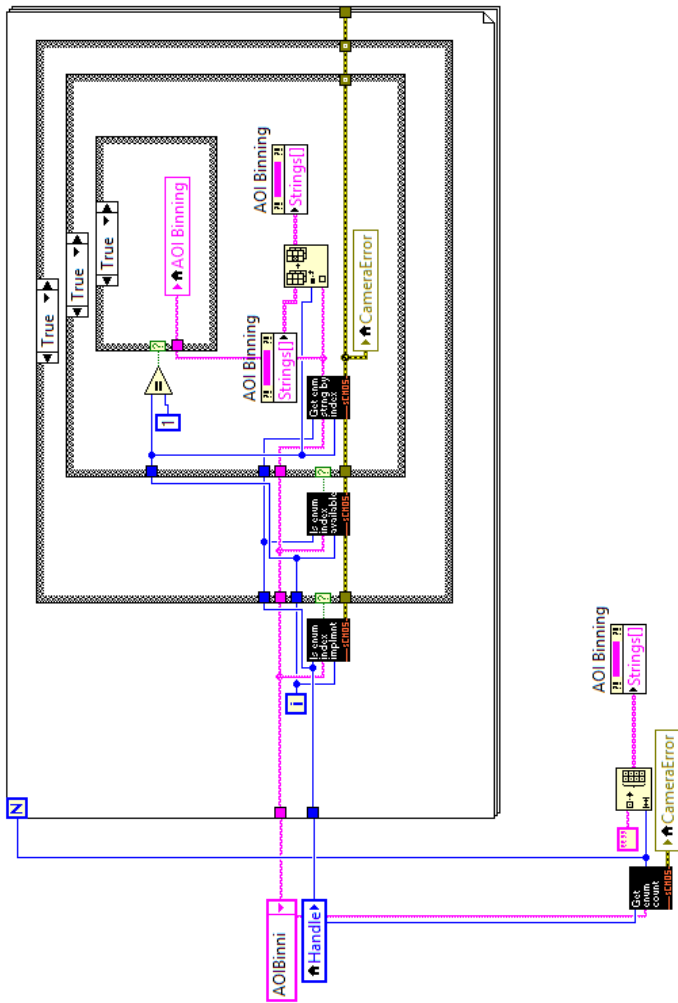 N
True
True
True
1
=
AOI Binning
?
AOI Binning
Strings[]
AOI Binning
Strings[]
AOIBinni
Handle
i
Is enum
index
implmnt
sCMOS
?
Is enum
index
available
sCMOS
?
Get enm
string by
index
sCMOS
CameraError
AOI Binning
Strings[]
""
Get
enum
count
sCMOS
CameraError